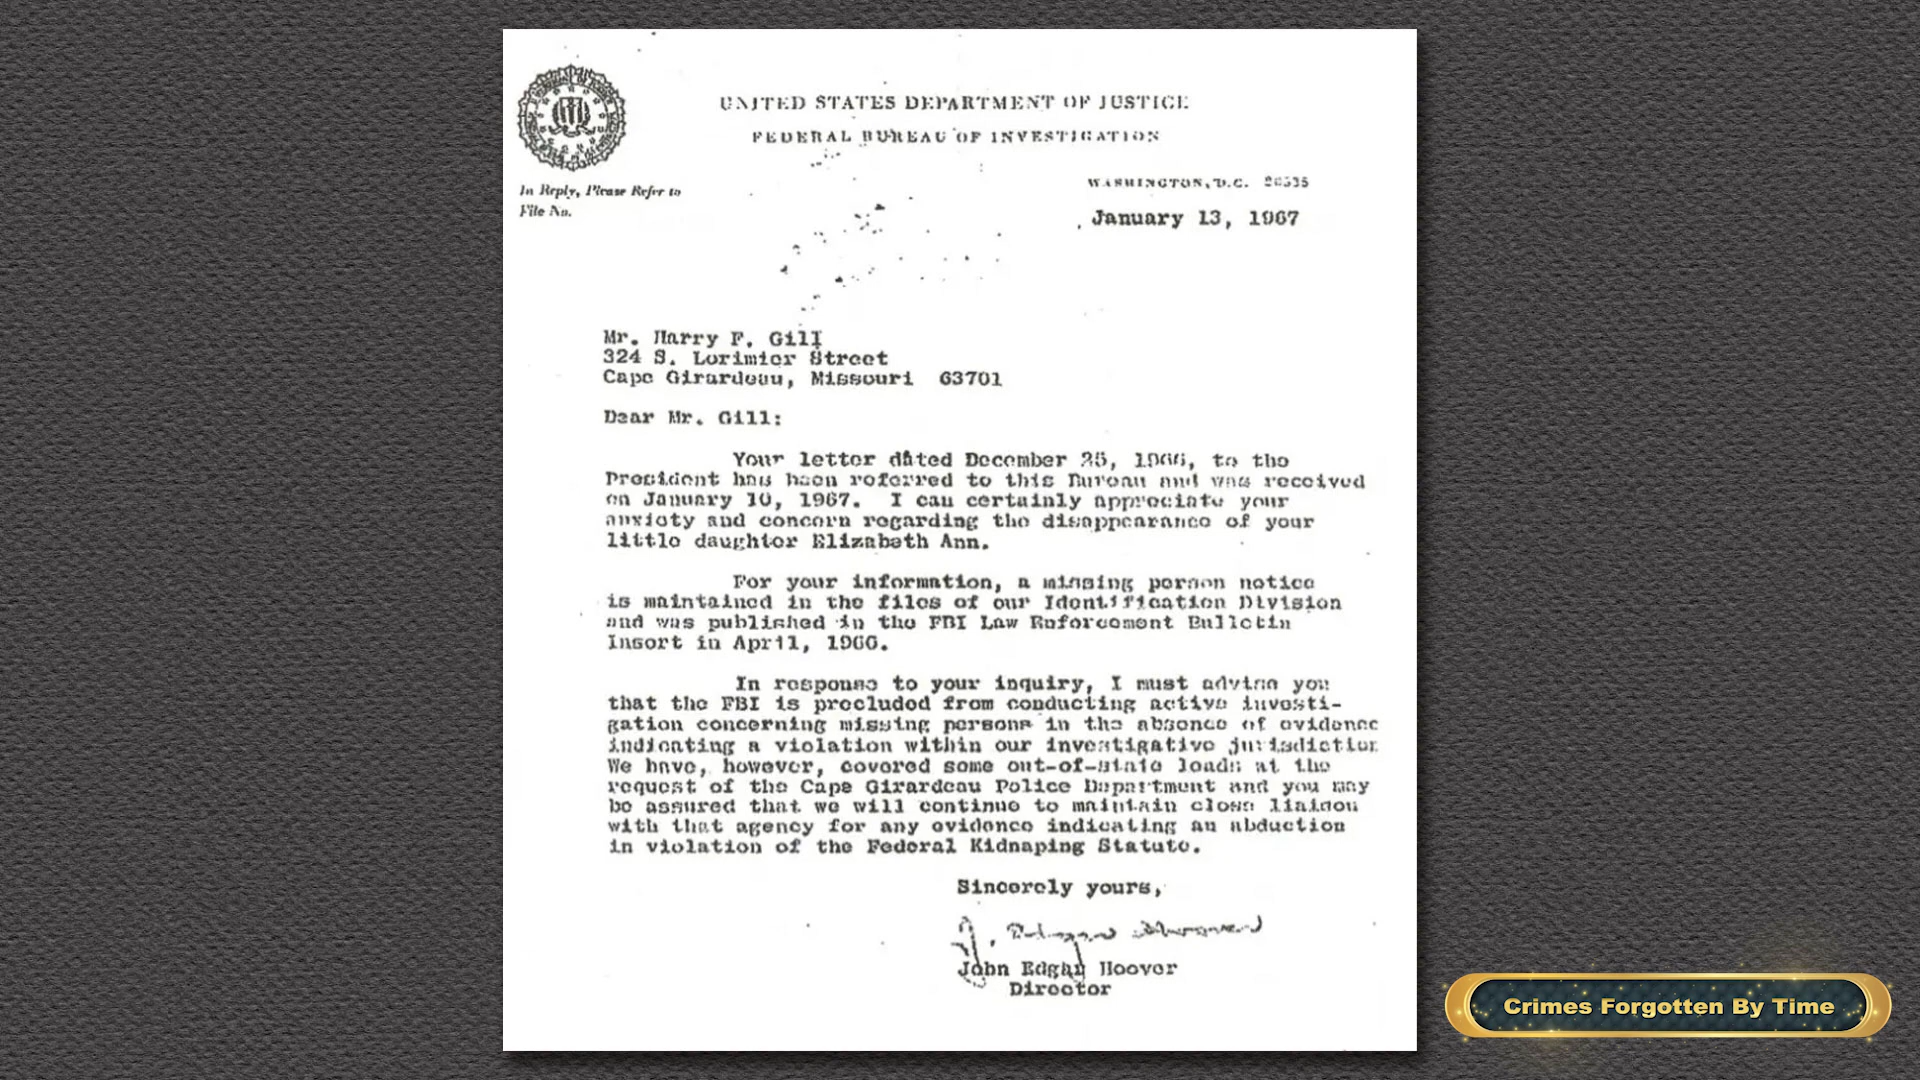 UNITED STATES DEPARTMENT OF JUSTICE
FEDERAL BUREAU OF INVESTIGATION
In Reply, Please Refer to
File No.
WASHINGTON, D.C. 20535
January 13, 1967
Mr. Harry F. Gill
324 S. Lorimier Street
Cape Girardeau, Missouri 63701
Dear Mr. Gill:
Your letter dated December 25, 1966, to the
President has been referred to this Bureau and was received
on January 10, 1967. I can certainly appreciate your
anxiety and concern regarding the disappearance of your
little daughter Elizabeth Ann.
For your information, a missing person notice
is maintained in the files of our Identification Division
and was published in the FBI Law Enforcement Bulletin
Insert in April, 1966.
In response to your inquiry, I must advise you
that the FBI is precluded from conducting active investi-
gation concerning missing persons in the absence of evidence
indicating a violation within our investigative jurisdiction
We have, however, covered some out-of-state leads at the
request of the Cape Girardeau Police Department and you may
be assured that we will continue to maintain close liaison
with that agency for any evidence indicating an abduction
in violation of the Federal Kidnaping Statute.
Sincerely yours,
J. Edgar Hoover
John Edgar Hoover
Director
Crimes Forgotten By Time